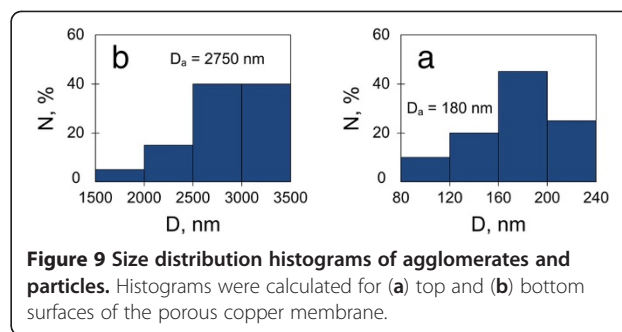 60
b
Dₐ = 2750 nm
40
N, %
20
0
1500 2000 2500 3000 3500
D, nm
60
a
40
Dₐ = 180 nm
N, %
20
0
80 120 160 200 240
D, nm
Figure 9 Size distribution histograms of agglomerates and
particles. Histograms were calculated for (a) top and (b) bottom
surfaces of the porous copper membrane.